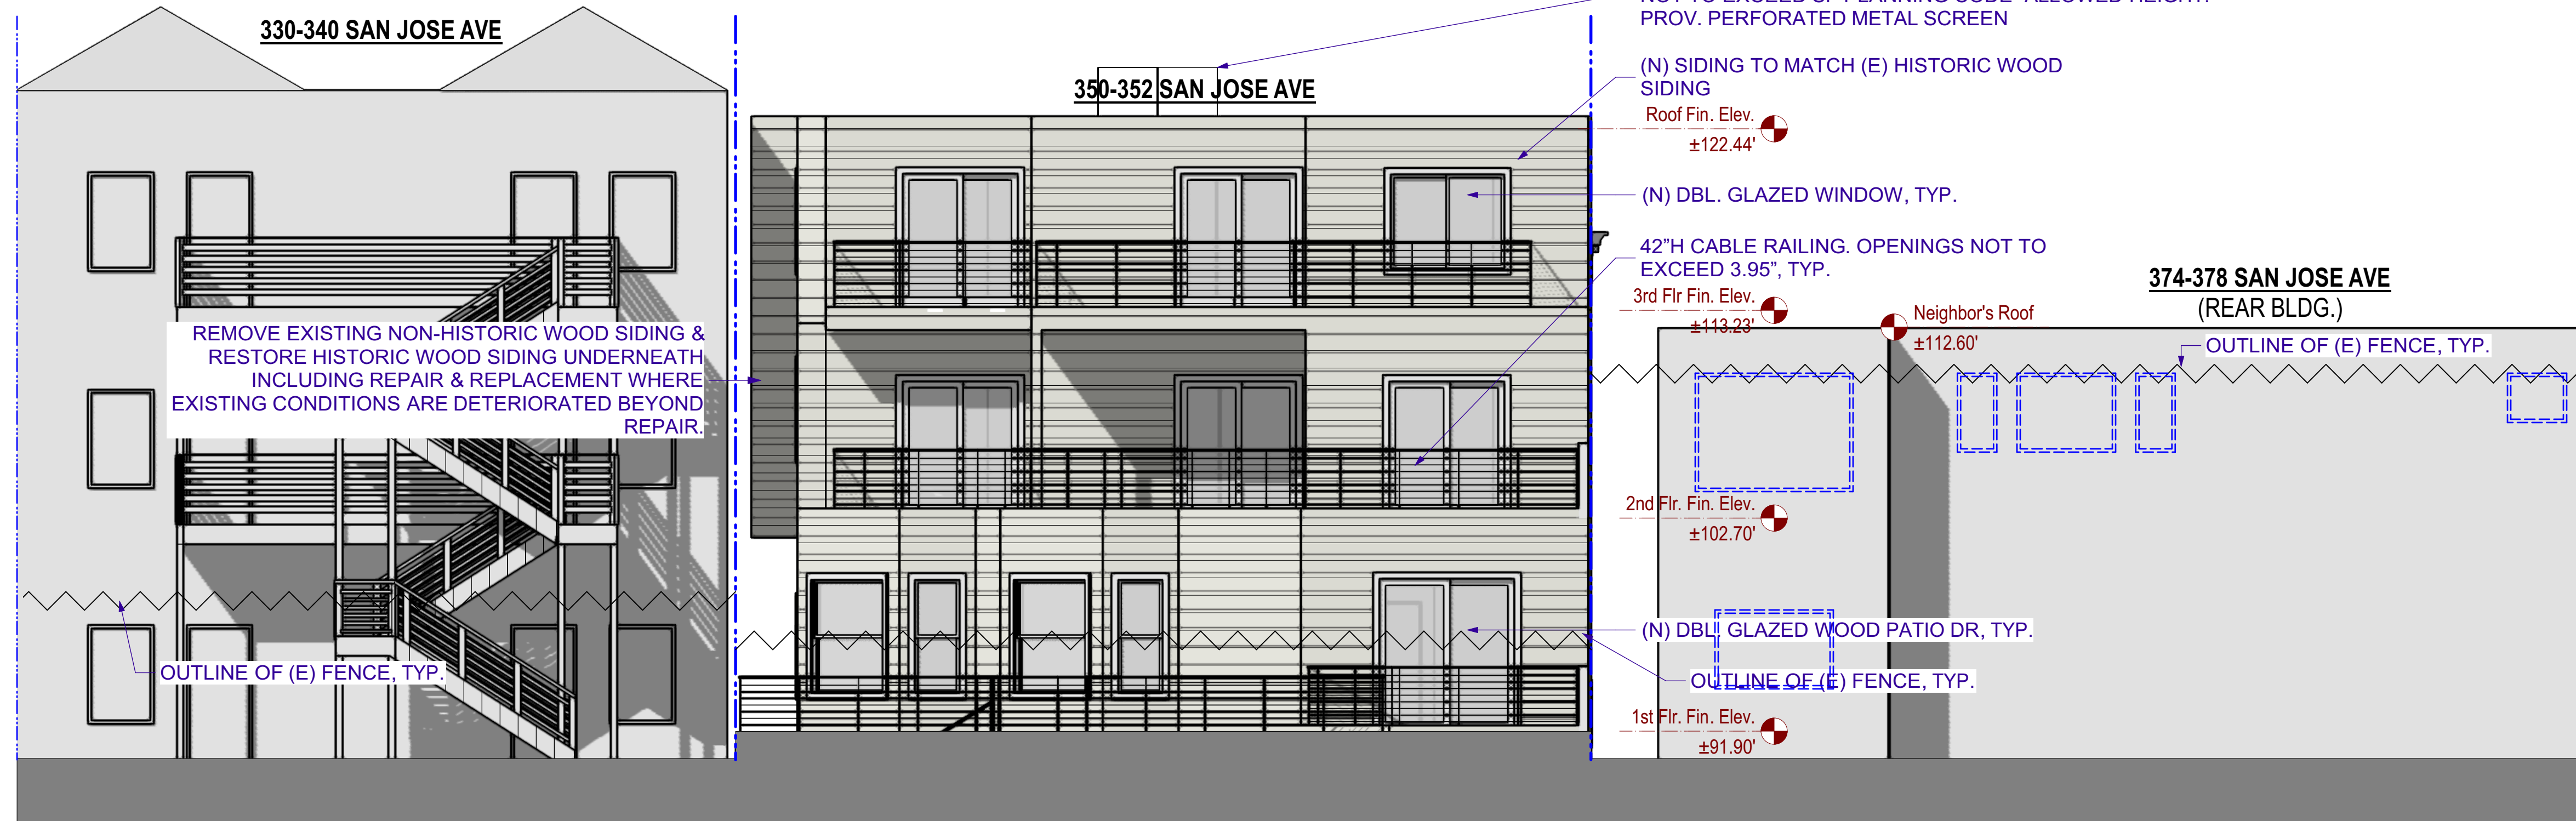 330-340 SAN JOSE AVE
PROV. PERFORATED METAL SCREEN
350-352 SAN JOSE AVE
(N) SIDING TO MATCH (E) HISTORIC WOOD
SIDING
Roof Fin. Elev.
±122.44'
(N) DBL. GLAZED WINDOW, TYP.
42"H CABLE RAILING. OPENINGS NOT TO
EXCEED 3.95", TYP.
3rd Flr Fin. Elev.
±113.23'
374-378 SAN JOSE AVE
(REAR BLDG.)
Neighbor's Roof
±112.60'
OUTLINE OF (E) FENCE, TYP.
REMOVE EXISTING NON-HISTORIC WOOD SIDING &
RESTORE HISTORIC WOOD SIDING UNDERNEATH
INCLUDING REPAIR & REPLACEMENT WHERE
EXISTING CONDITIONS ARE DETERIORATED BEYOND
REPAIR.
2nd Flr. Fin. Elev.
±102.70'
(N) DBL. GLAZED WOOD PATIO DR, TYP.
OUTLINE OF (E) FENCE, TYP.
OUTLINE OF (E) FENCE, TYP.
1st Flr. Fin. Elev.
±91.90'